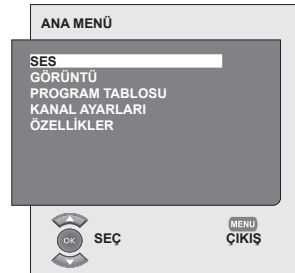 ANA MENÜ
SES
GÖRÜNTÜ
PROGRAM TABLOSU
KANAL AYARLARI
ÖZELLİKLER
OK SEÇ
MENU
ÇIKIŞ